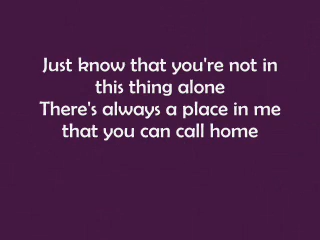 Just know that you're not in
this thing alone
There's always a place in me
that you can call home